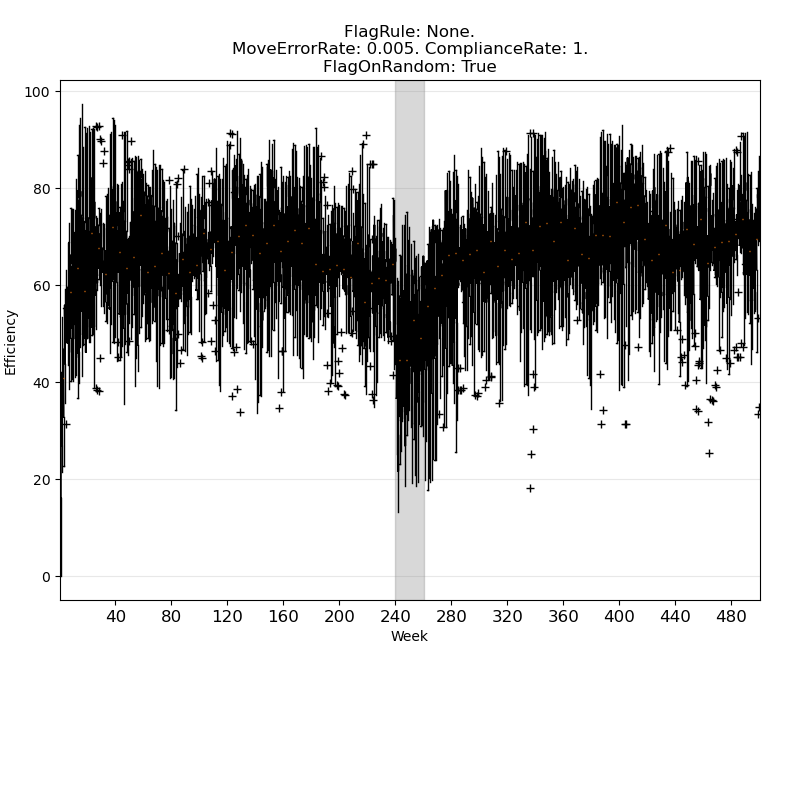 FlagRule: None.
MoveErrorRate: 0.005. ComplianceRate: 1.
FlagOnRandom: True
100
80
60
40
20
0
Efficiency
40 80 120 160 200 240 280 320 360 400 440 480
Week